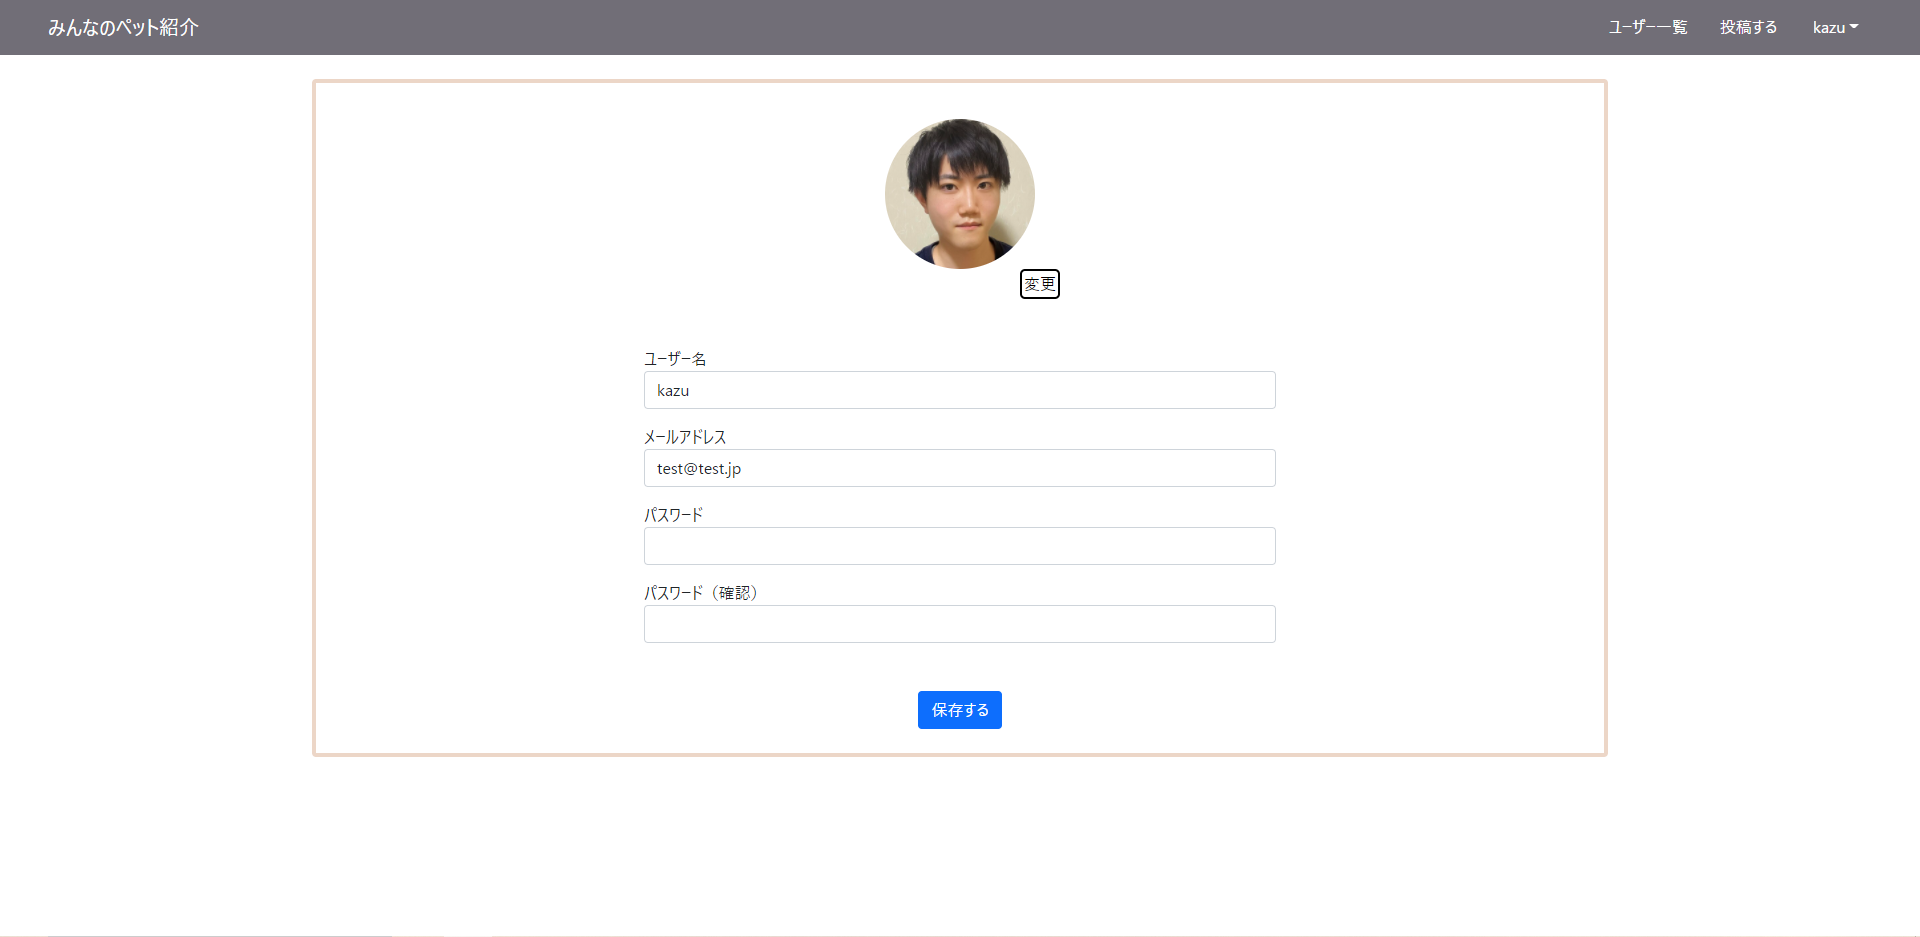 みんなのペット紹介
ユーザー一覧 投稿する kazu
変更
ユーザー名
kazu
メールアドレス
test@test.jp
パスワード
パスワード（確認）
保存する